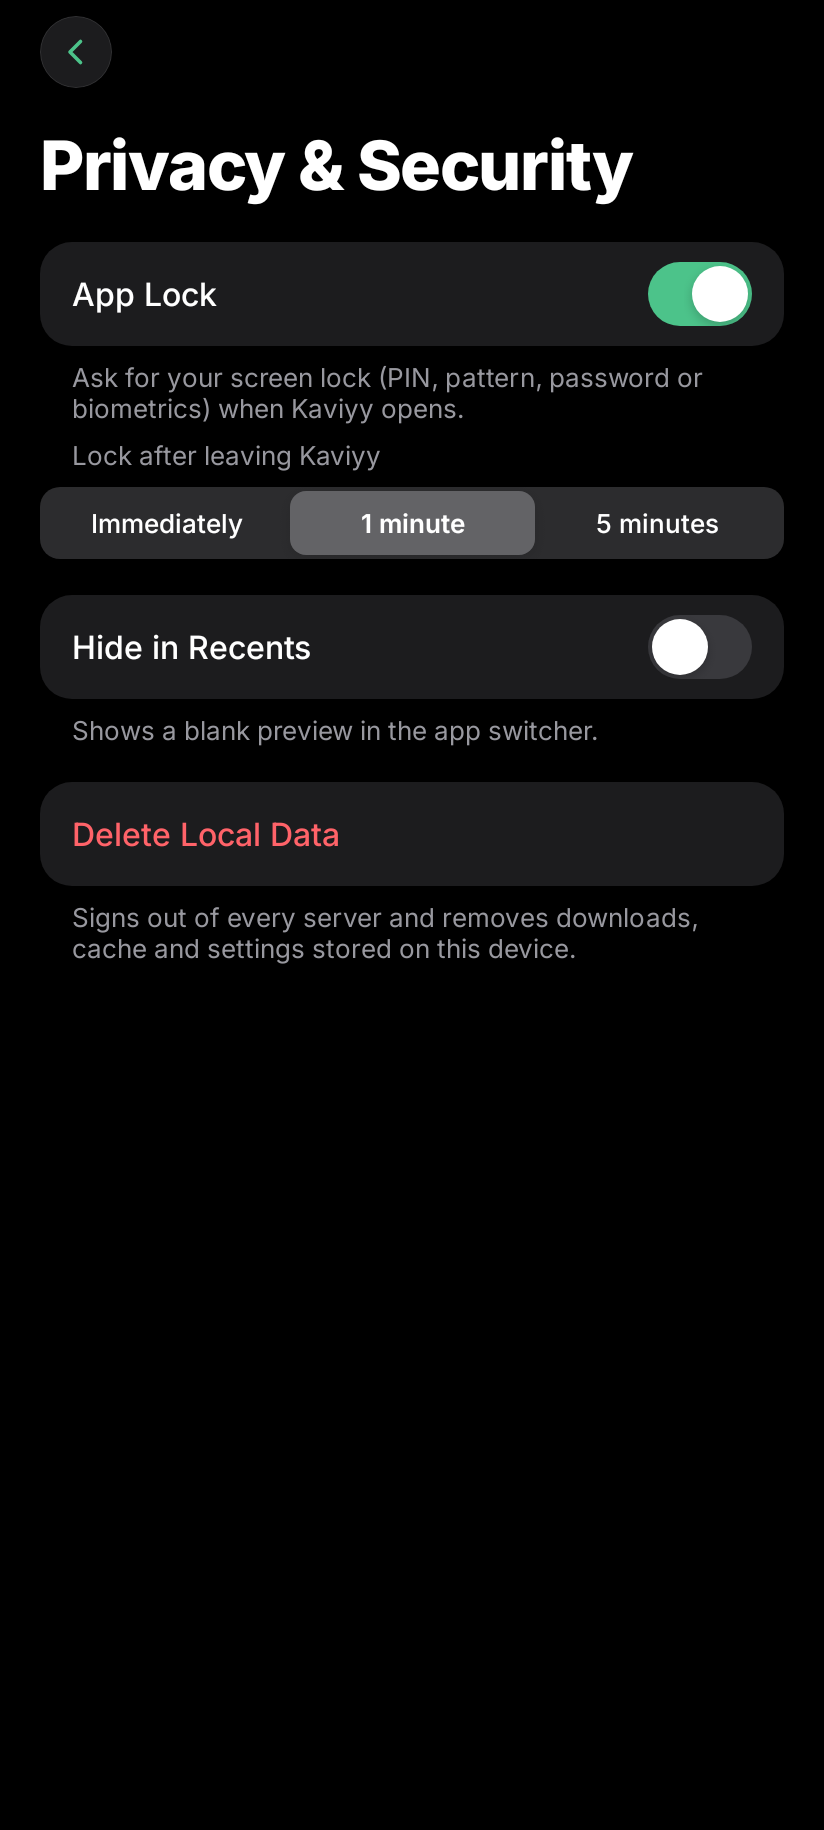 Privacy & Security
App Lock
Ask for your screen lock (PIN, pattern, password or
biometrics) when Kaviyy opens.
Lock after leaving Kaviyy
Immediately
1 minute
5 minutes
Hide in Recents
Shows a blank preview in the app switcher.
Delete Local Data
Signs out of every server and removes downloads,
cache and settings stored on this device.